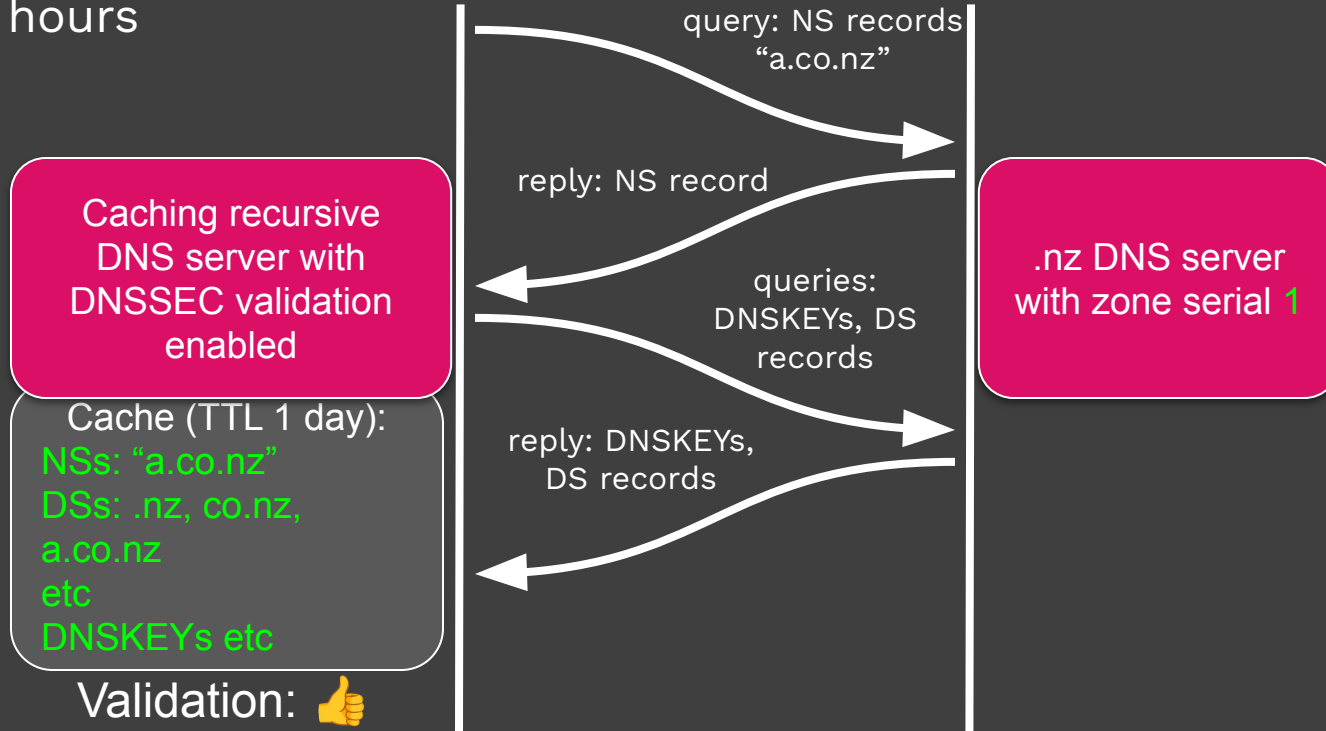 hours
query: NS records
“a.co.nz”
reply: NS record
Caching recursive
DNS server with
DNSSEC validation
enabled
.nz DNS server
with zone serial 1
queries:
DNSKEYs, DS
records
Cache (TTL 1 day):
NSs: “a.co.nz”
DSs: .nz, co.nz,
a.co.nz
etc
DNSKEYs etc
reply: DNSKEYs,
DS records
Validation: 👍